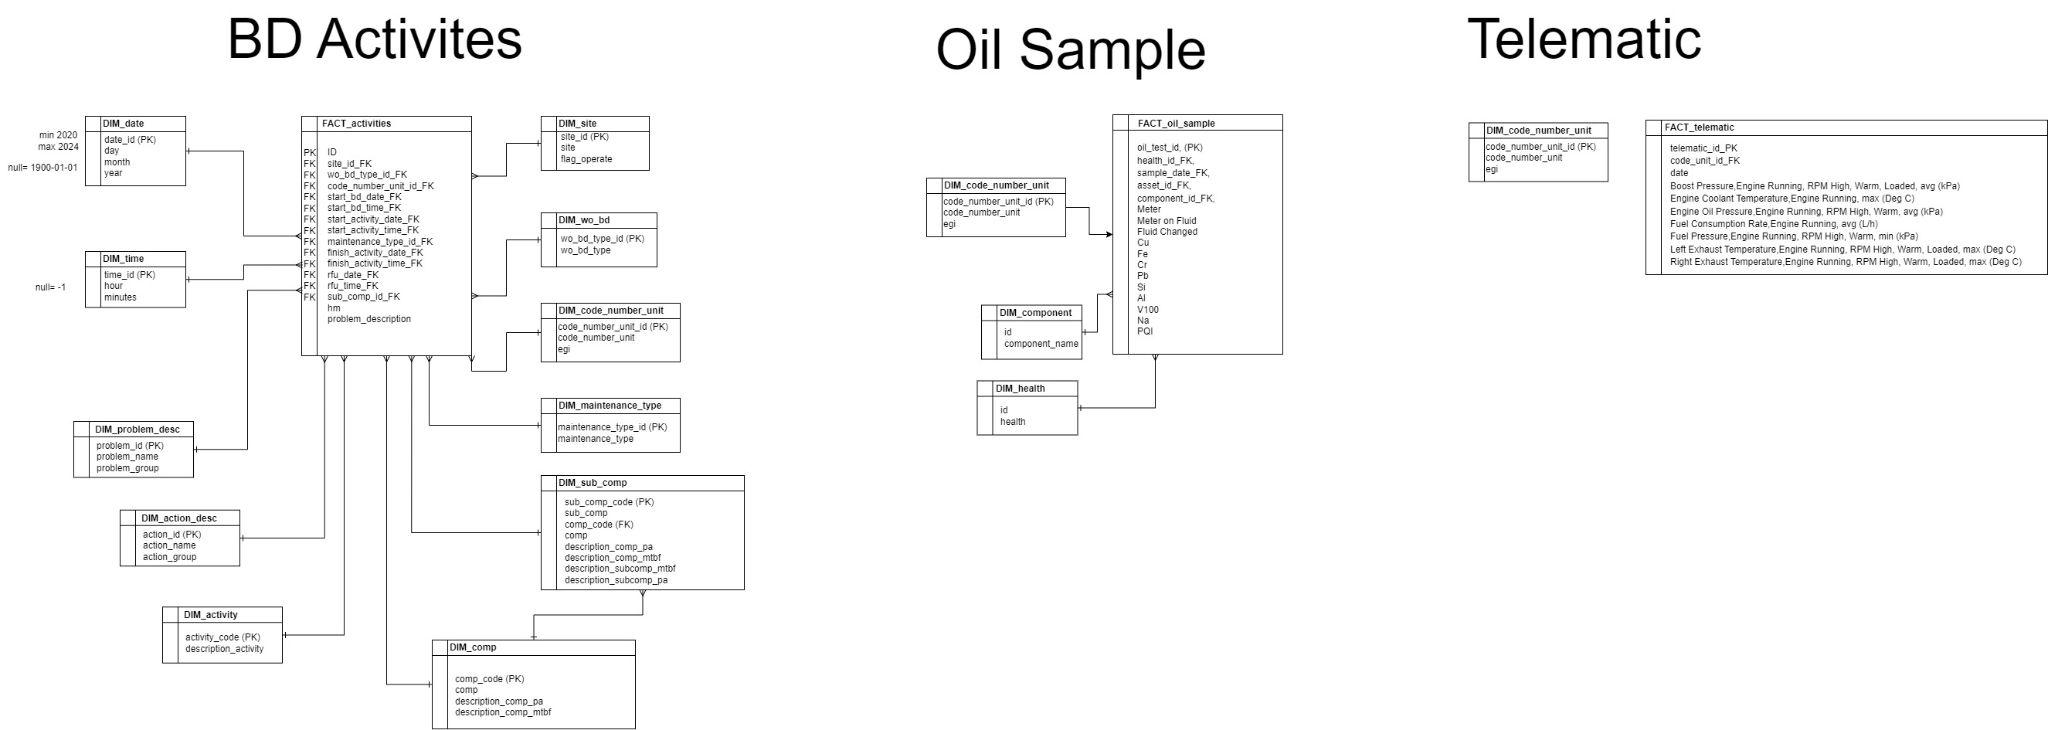 BD Activites
min 2020
max 2024
null= 1900-01-01
DIM_date
date_id (PK)
day
month
year
null= -1
DIM_time
time_id (PK)
hour
minutes
DIM_problem_desc
problem_id (PK)
problem_name
problem_group
DIM_action_desc
action_id (PK)
action_name
action_group
DIM_activity
activity_code (PK)
description_activity
FACT_activities
PK ID
FK site_id_FK
FK wo_bd_type_id_FK
FK code_number_unit_id_FK
FK start_bd_date_FK
FK start_bd_time_FK
FK start_activity_date_FK
FK start_activity_time_FK
FK maintenance_type_id_FK
FK finish_activity_date_FK
FK finish_activity_time_FK
FK rfu_date_FK
FK rfu_time_FK
FK sub_comp_id_FK
hm
problem_description
DIM_site
site_id (PK)
site
flag_operate
DIM_wo_bd
wo_bd_type_id (PK)
wo_bd_type
DIM_code_number_unit
code_number_unit_id (PK)
code_number_unit
egi
DIM_maintenance_type
maintenance_type_id (PK)
maintenance_type
DIM_sub_comp
sub_comp_code (PK)
sub_comp
comp_code (FK)
comp
description_comp_pa
description_comp_mtbf
description_subcomp_mtbf
description_subcomp_pa
DIM_comp
comp_code (PK)
comp
description_comp_pa
description_comp_mtbf
Oil Sample
DIM_code_number_unit
code_number_unit_id (PK)
code_number_unit
egi
DIM_component
id
component_name
DIM_health
id
health
FACT_oil_sample
oil_test_id, (PK)
health_id_FK,
sample_date_FK,
asset_id_FK,
component_id_FK,
Meter
Meter on Fluid
Fluid Changed
Cu
Fe
Cr
Pb
Si
Al
V100
Na
PQI
Telematic
DIM_code_number_unit
code_number_unit_id (PK)
code_number_unit
egi
FACT_telematic
telematic_id_PK
code_unit_id_FK
date
Boost Pressure,Engine Running, RPM High, Warm, Loaded, avg (kPa)
Engine Coolant Temperature,Engine Running, max (Deg C)
Engine Oil Pressure,Engine Running, RPM High, Warm, avg (kPa)
Fuel Consumption Rate,Engine Running, avg (L/h)
Fuel Pressure,Engine Running, RPM High, Warm, min (kPa)
Left Exhaust Temperature,Engine Running, RPM High, Warm, Loaded, max (Deg C)
Right Exhaust Temperature,Engine Running, RPM High, Warm, Loaded, max (Deg C)